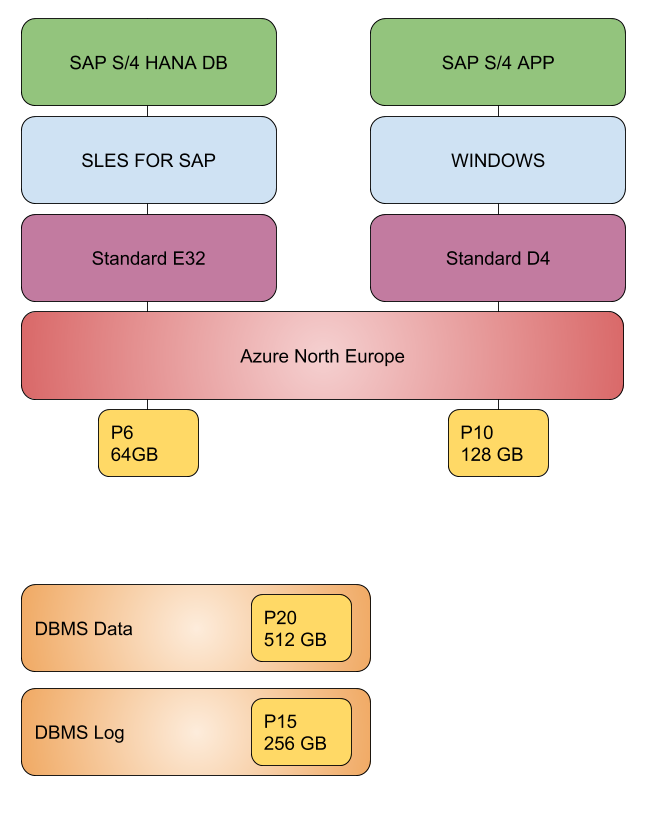 SAP S/4 HANA DB
SAP S/4 APP
SLES FOR SAP
WINDOWS
Standard E32
Standard D4
Azure North Europe
P6
64GB
P10
128 GB
DBMS Data
P20
512 GB
DBMS Log
P15
256 GB